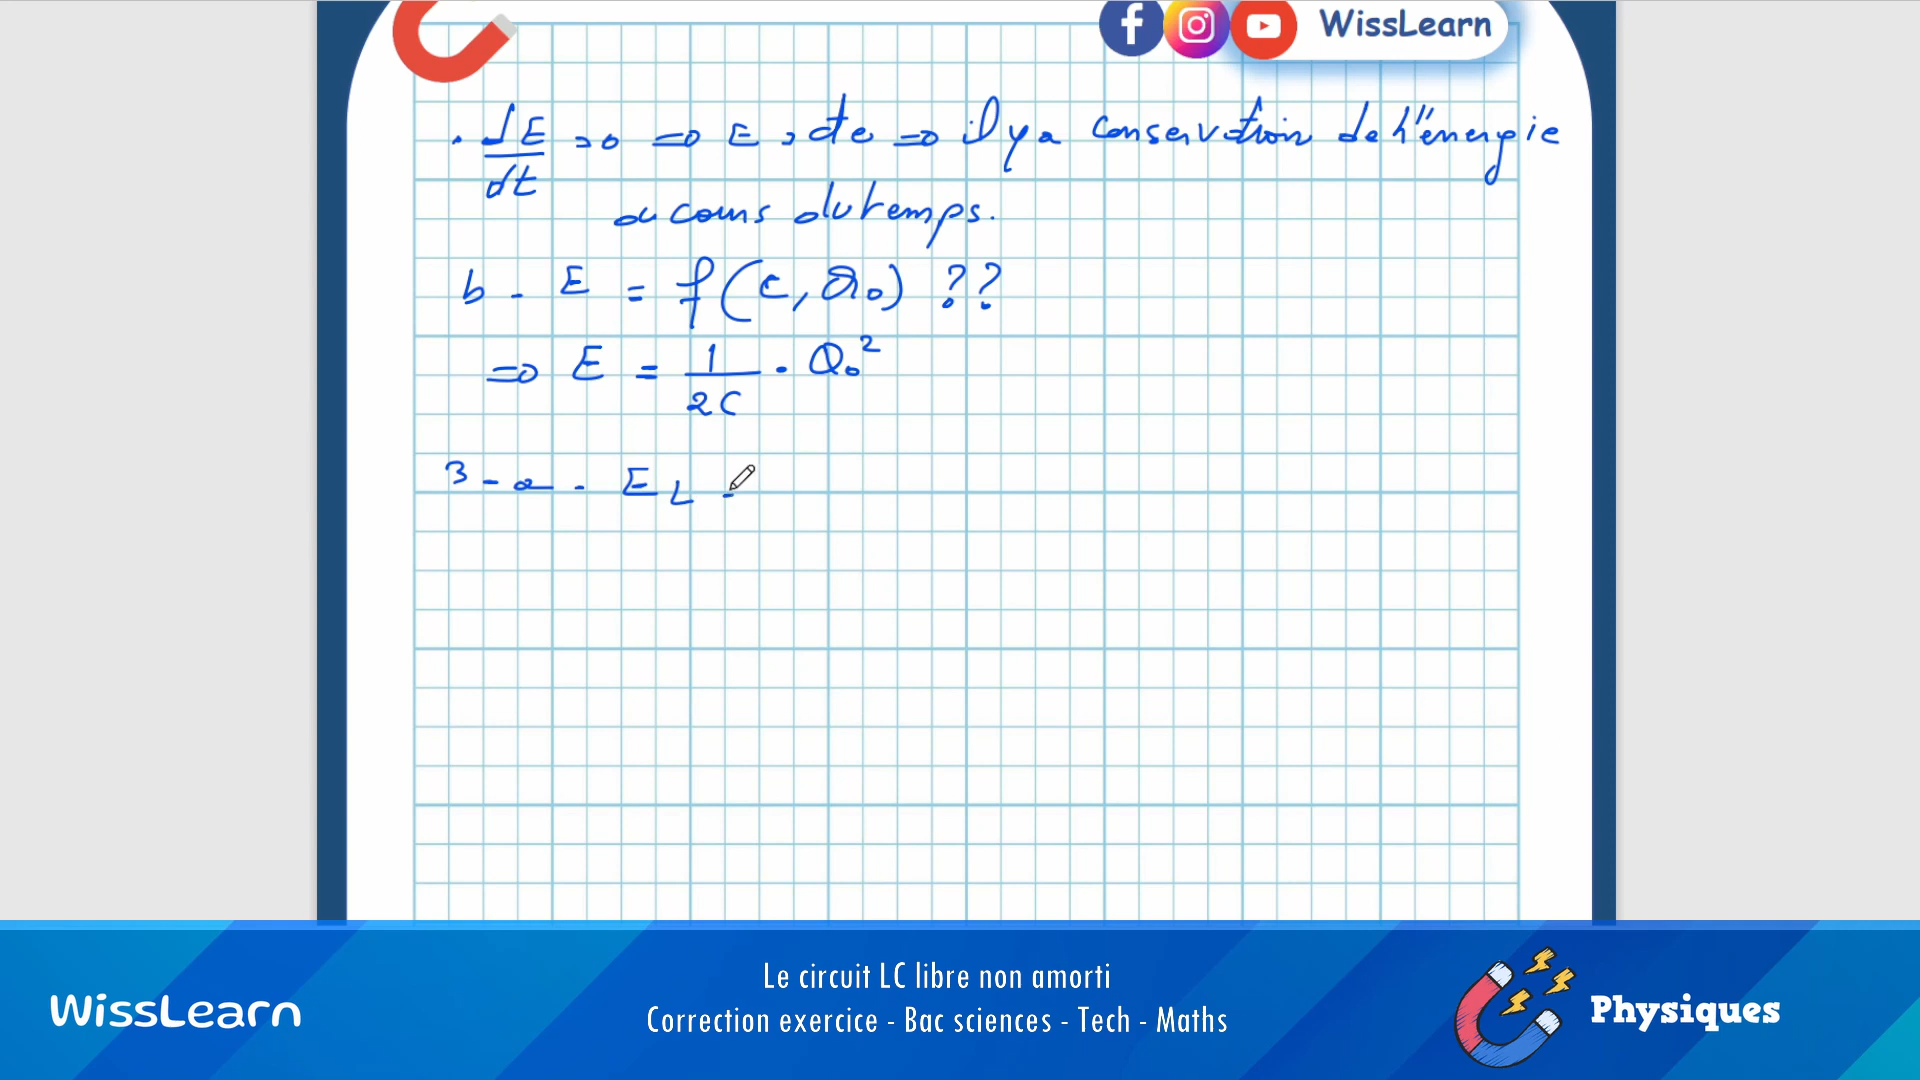 WissLearn
. dE/dt = 0 ⇒ E = cte ⇒ il y a conservation de l'énergie
au cours du temps.
b - E = f(c, Q₀) ??
⇒ E = 1/2C . Q₀²
3 - a - EL -
Le circuit LC libre non amorti
WissLearn
Correction exercice - Bac sciences - Tech - Maths
Physiques